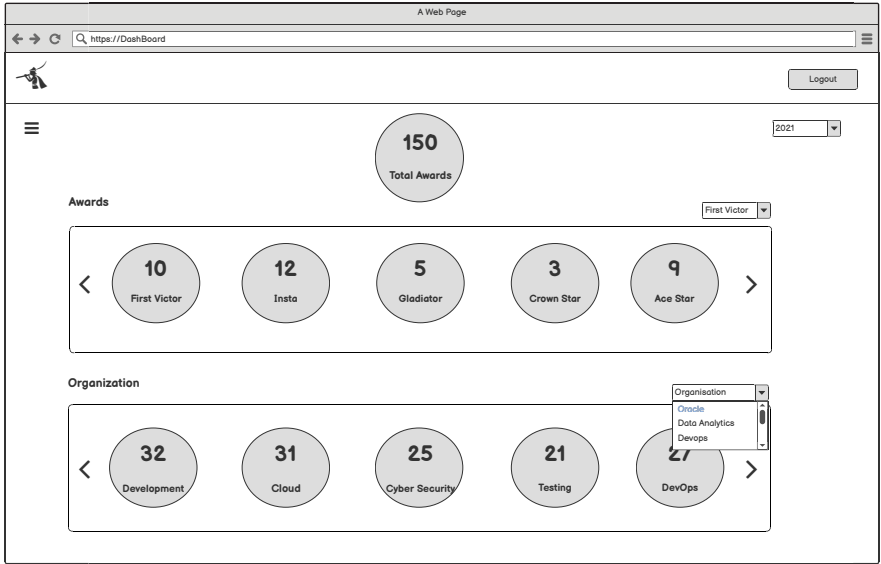 A Web Page
https://DashBoard
Logout
2021
150
Total Awards
Awards
First Victor
10
First Victor
12
Insta
5
Gladiator
3
Crown Star
9
Ace Star
Organization
Organisation
Oracle
Data Analytics
Devops
32
Development
31
Cloud
25
Cyber Security
21
Testing
27
DevOps